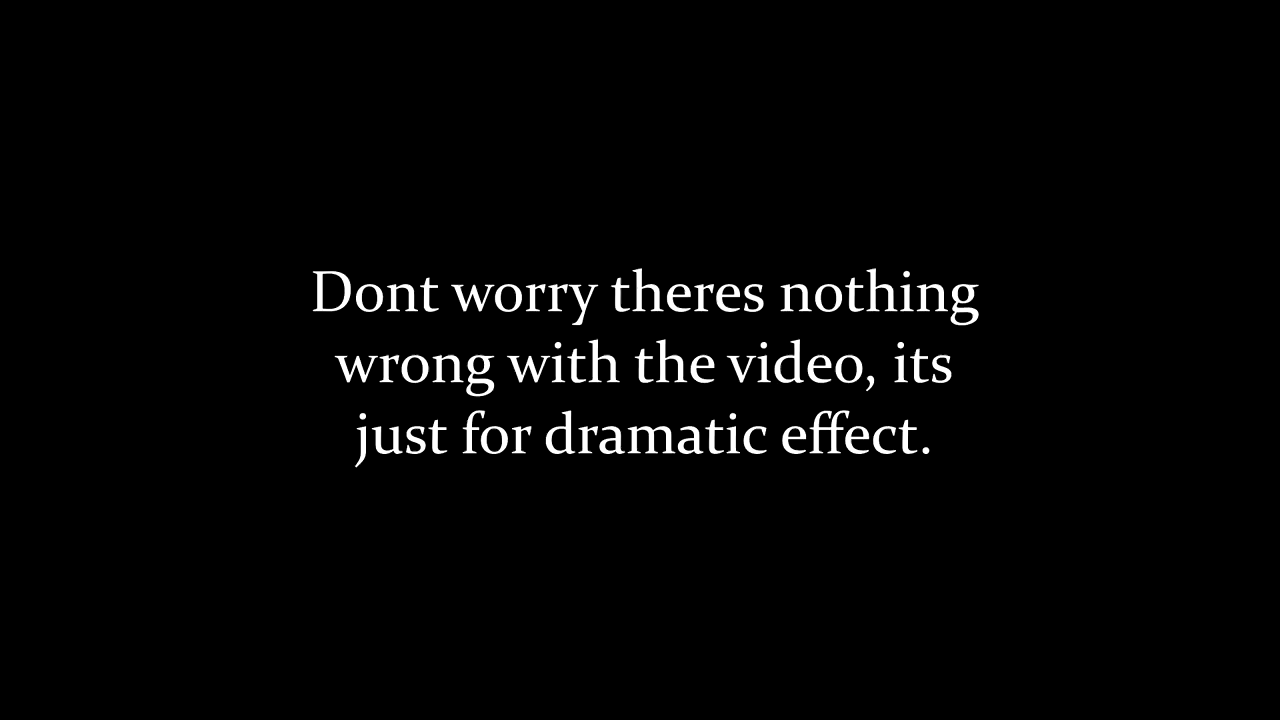 Dont worry theres nothing
wrong with the video, its
just for dramatic effect.